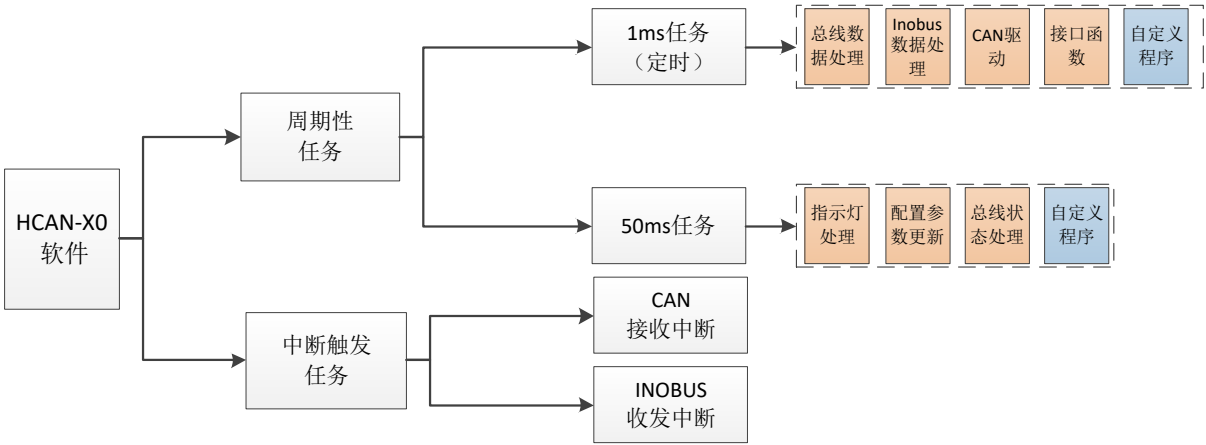 HCAN-X0
软件
周期性
任务
中断触发
任务
1ms任务
（定时）
50ms任务
CAN
接收中断
INOBUS
收发中断
总线数
据处理
Inobus
数据处
理
CAN驱
动
接口函
数
自定义
程序
指示灯
处理
配置参
数更新
总线状
态处理
自定义
程序